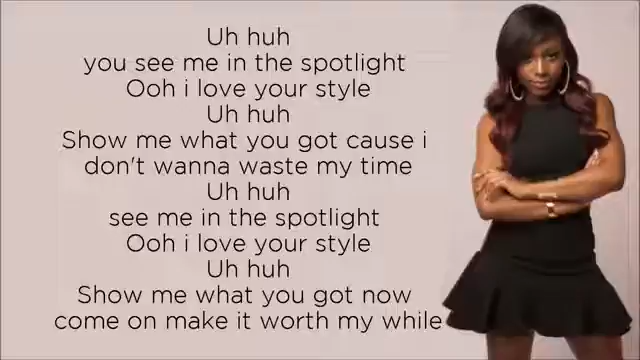 Uh huh
you see me in the spotlight
Ooh i love your style
Uh huh
Show me what you got cause i
don't wanna waste my time
Uh huh
see me in the spotlight
Ooh i love your style
Uh huh
Show me what you got now
come on make it worth my while